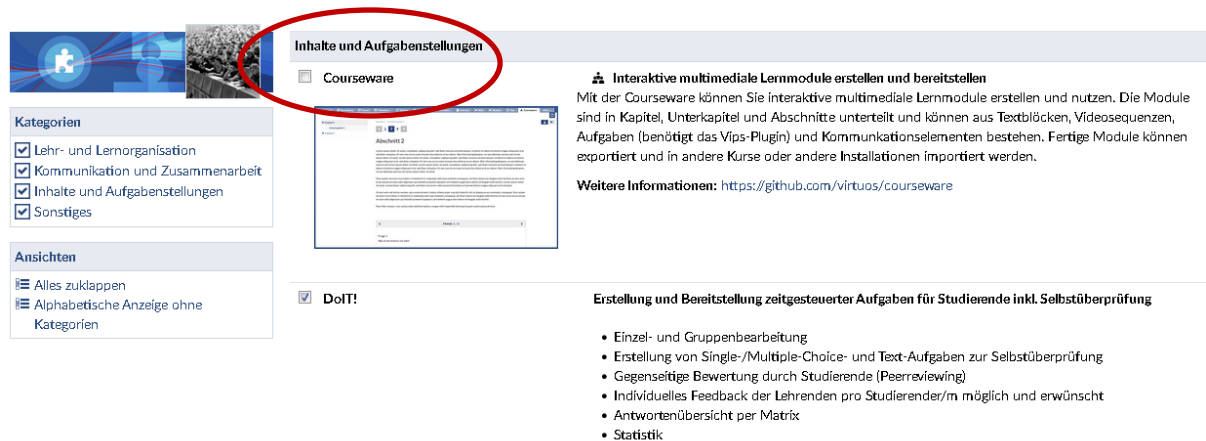 Kategorien
Lehr- und Lernorganisation
Kommunikation und Zusammenarbeit
Inhalte und Aufgabenstellungen
Sonstiges
Ansichten
Alles zuklappen
Alphabetische Anzeige ohne
Kategorien
Inhalte und Aufgabenstellungen
Courseware
Abschnitt 2
Interaktive multimediale Lernmodule erstellen und bereitstellen
Mit der Courseware können Sie interaktive multimediale Lernmodule erstellen und nutzen. Die Module
sind in Kapitel, Unterkapitel und Abschnitte unterteilt und können aus Textblöcken, Videosequenzen,
Aufgaben (benötigt das Vips-Plugin) und Kommunkationselementen bestehen. Fertige Module können
exportiert und in andere Kurse oder andere Installationen importiert werden.
Weitere Informationen: https://github.com/virtuos/courseware
DoIT!
Erstellung und Bereitstellung zeitgesteuerter Aufgaben für Studierende inkl. Selbstüberprüfung
• Einzel- und Gruppenbearbeitung
• Erstellung von Single-/Multiple-Choice- und Text-Aufgaben zur Selbstüberprüfung
• Gegenseitige Bewertung durch Studierende (Peerreviewing)
• Individuelles Feedback der Lehrenden pro Studierender/m möglich und erwünscht
• Antwortenübersicht per Matrix
• Statistik